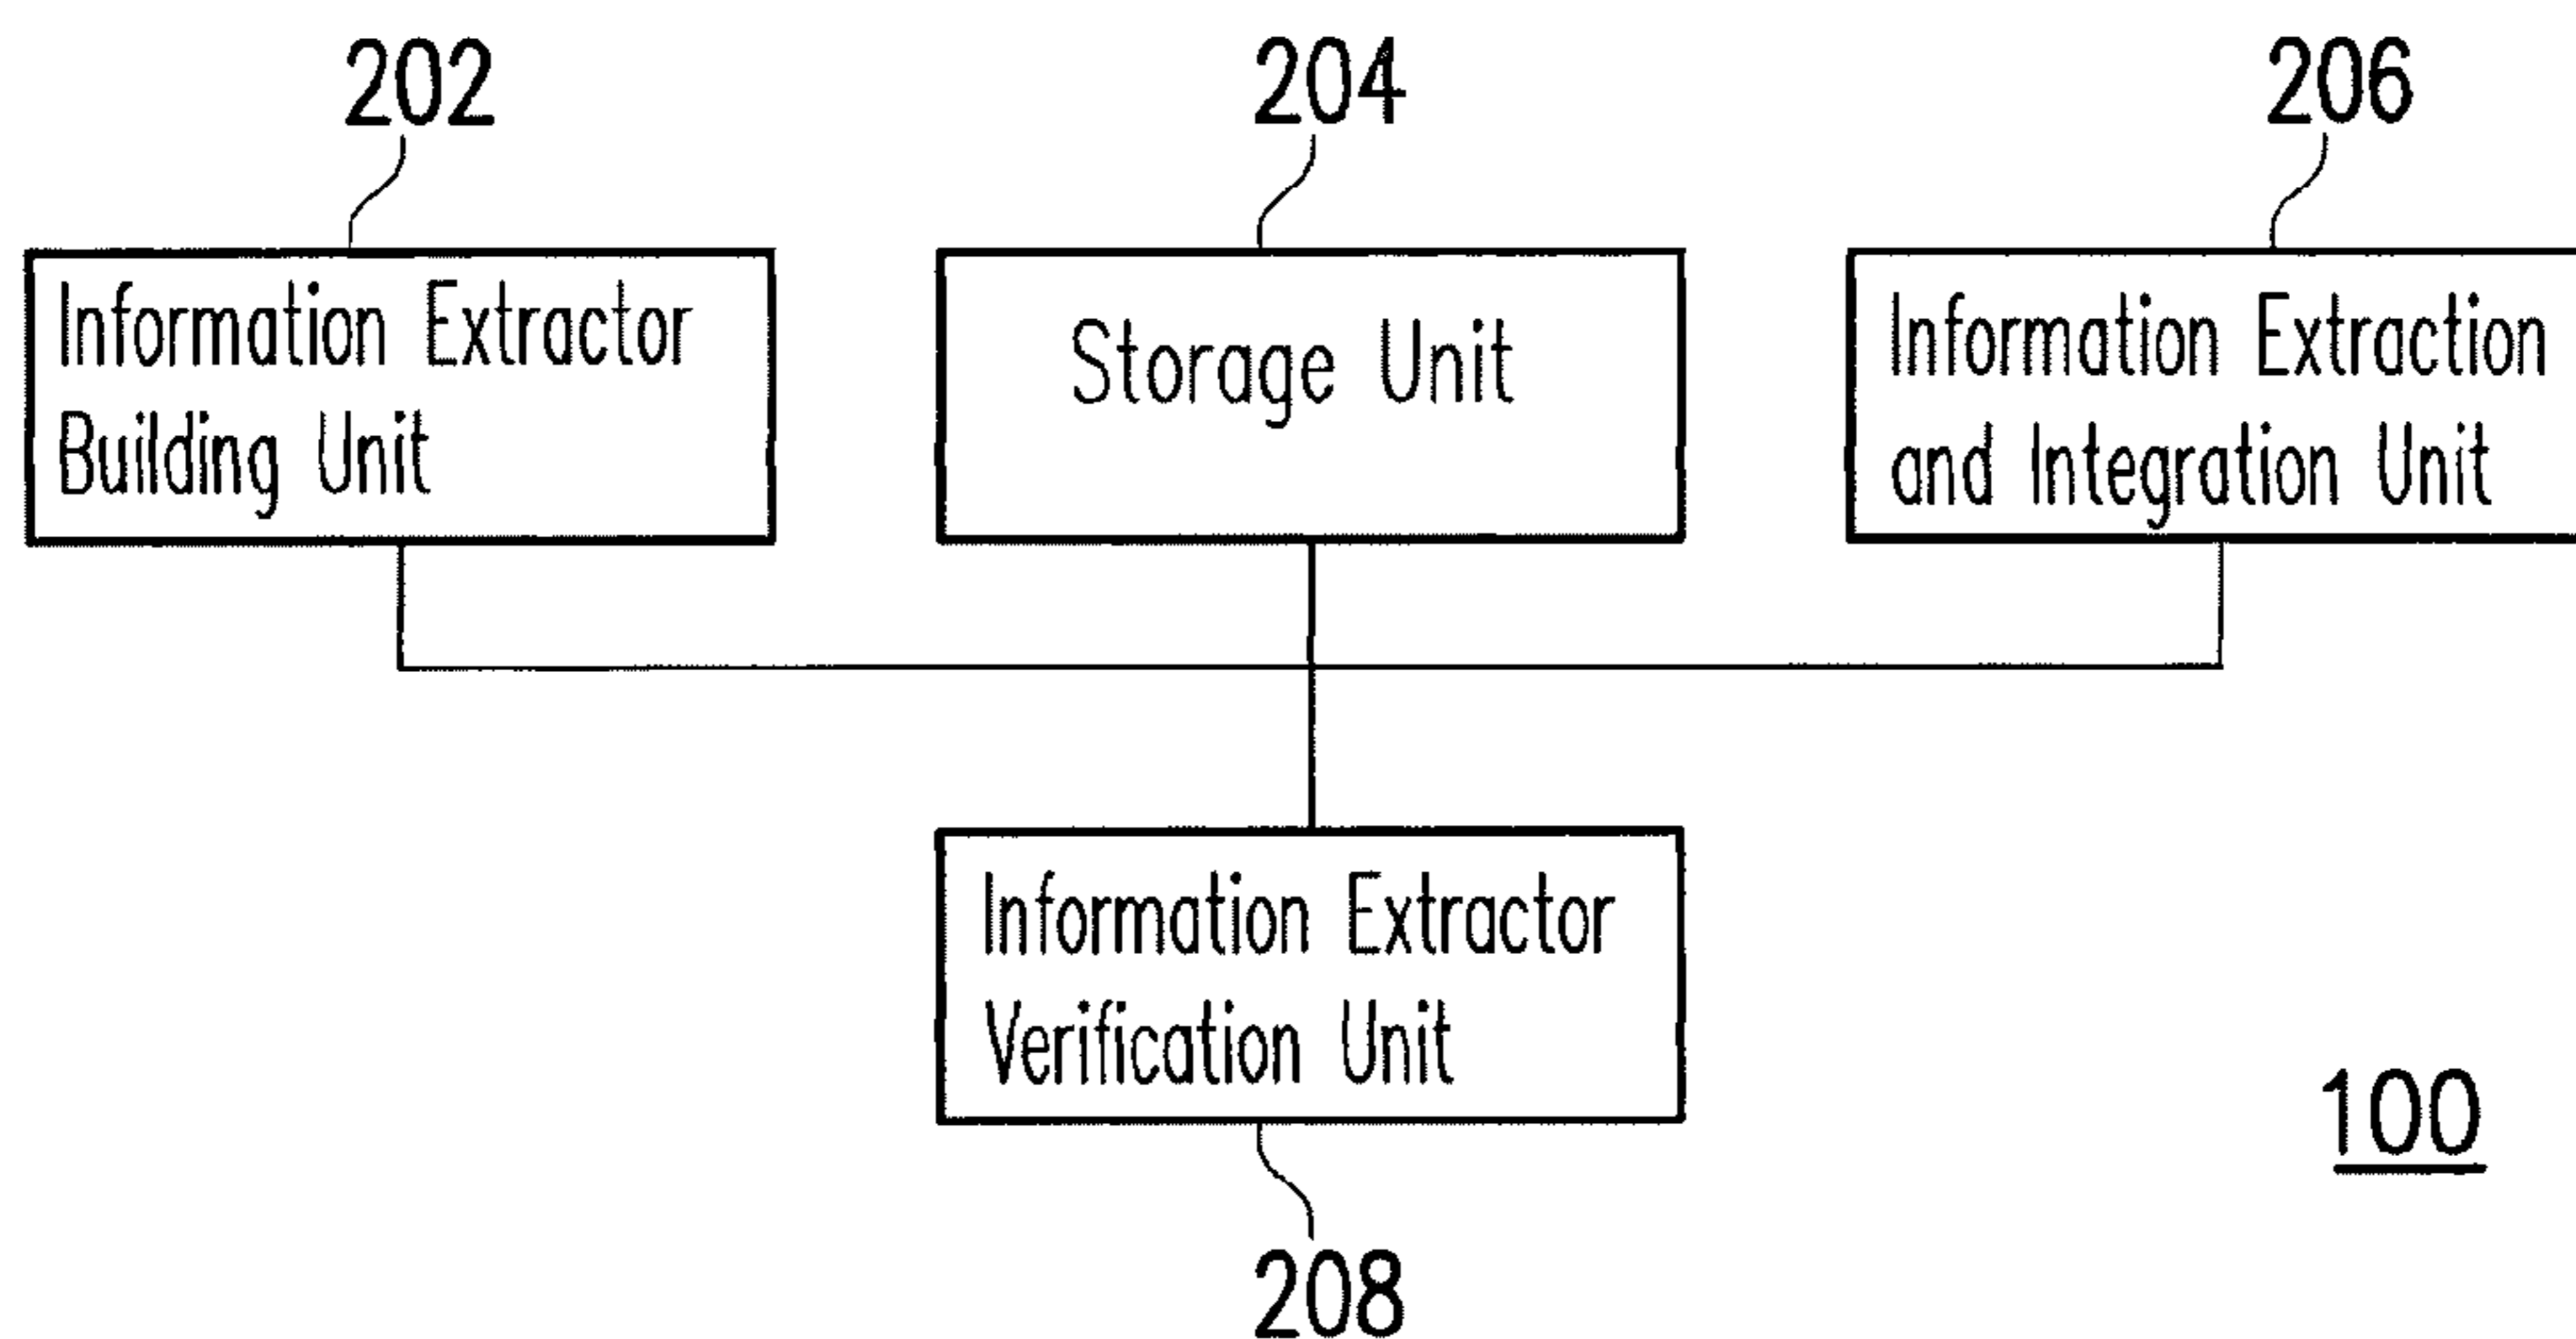 202
204
206
Information Extractor
Building Unit
Storage Unit
Information Extraction
and Integration Unit
Information Extractor
Verification Unit
100
208